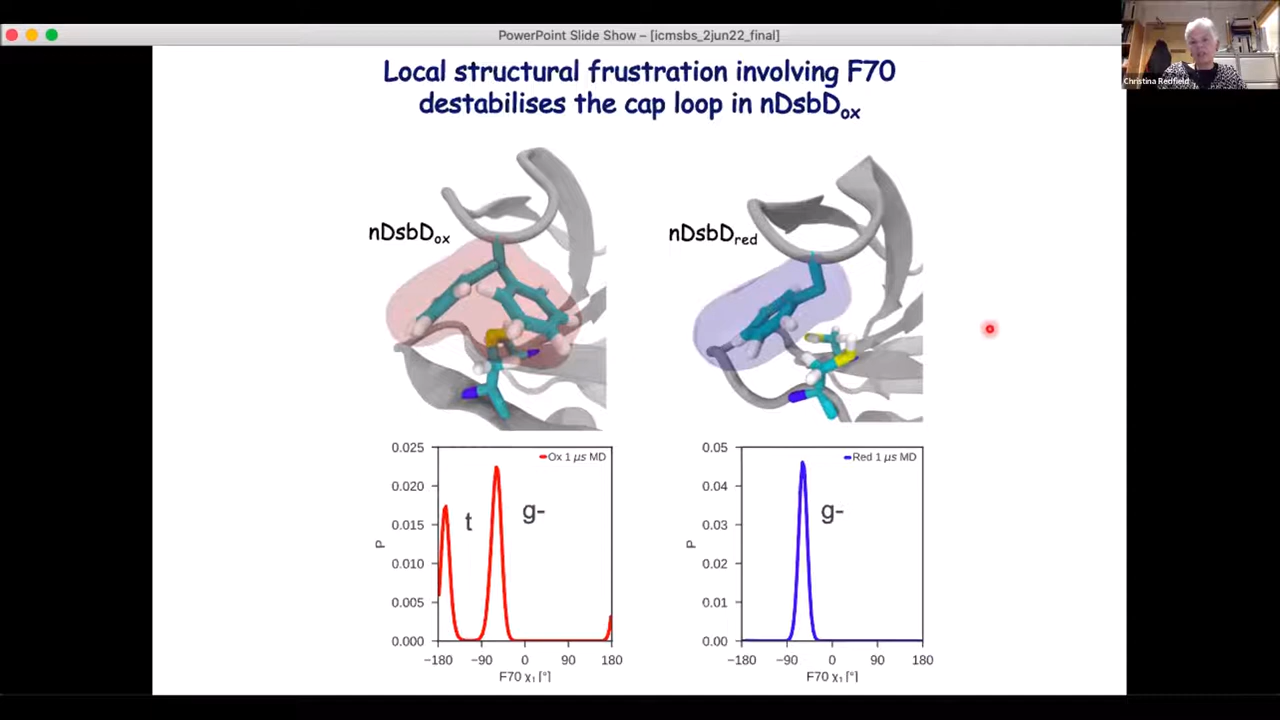 PowerPoint Slide Show – [icmsbs_2jun22_final]
Christina Redfield
Local structural frustration involving F70
destabilises the cap loop in nDsbDox
nDsbDox
nDsbDred
0.025
0.020
0.015
0.010
0.005
0.000
P
Ox 1 μs MD
t
g-
−180
−90
0
90
180
F70 χ1 [°]
0.05
0.04
0.03
0.02
0.01
0.00
P
Red 1 μs MD
g-
−180
−90
0
90
180
F70 χ1 [°]